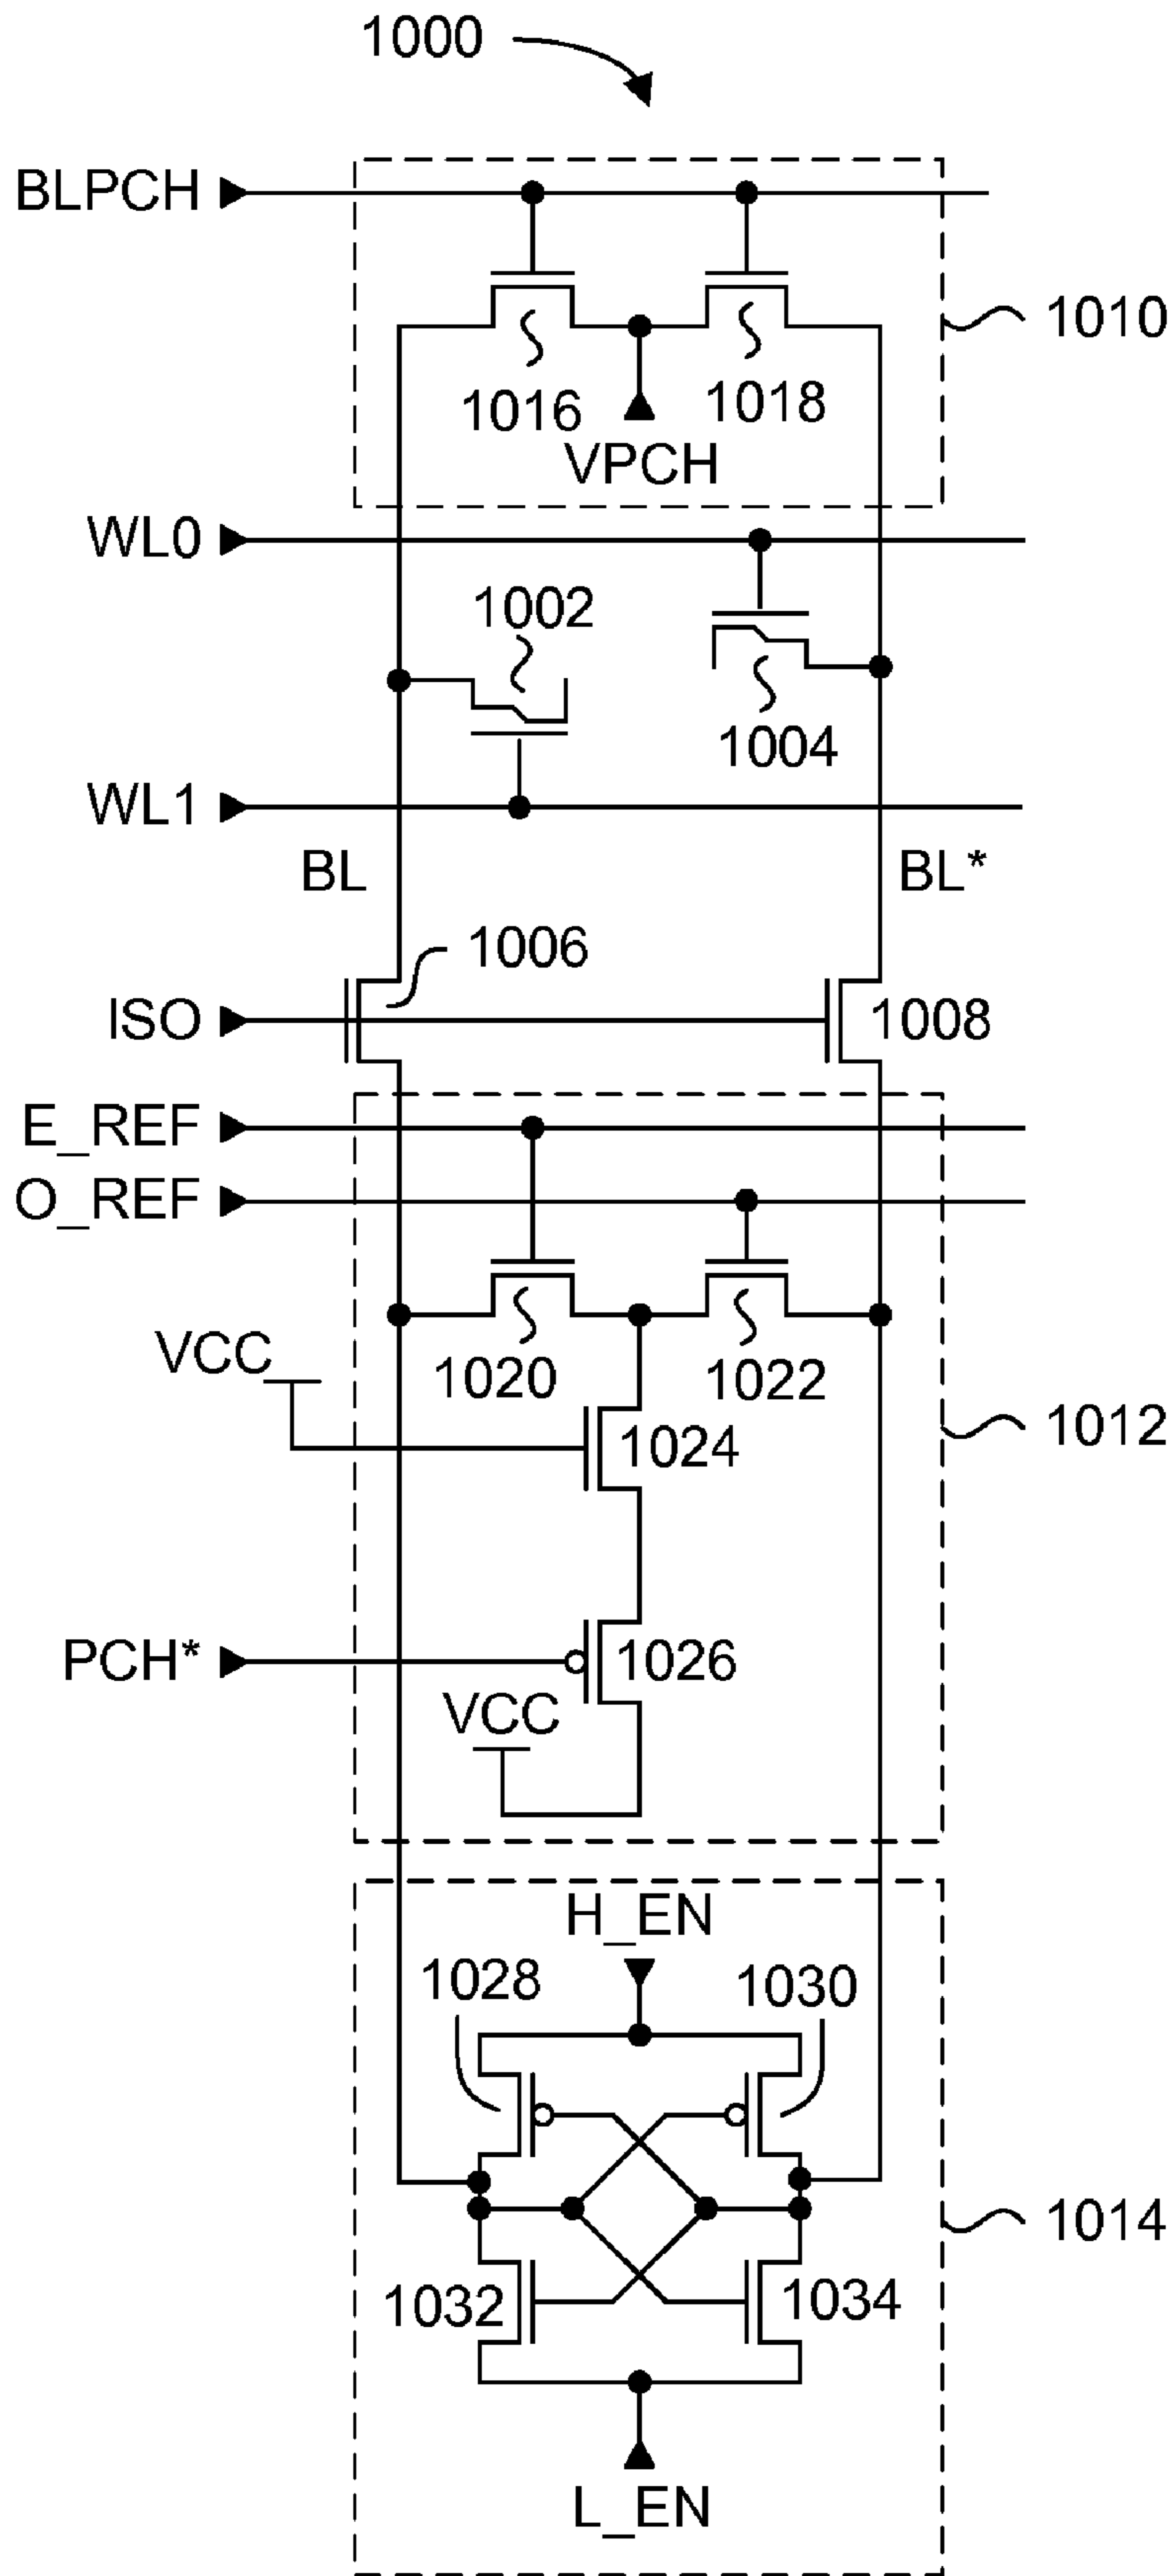 1000
BLPCH
1010
1016
1018
VPCH
WL0
1002
1004
WL1
BL
BL*
1006
ISO
1008
E_REF
O_REF
VCC
1020
1022
1024
1012
PCH*
1026
VCC
H_EN
1028
1030
1014
1032
1034
L_EN